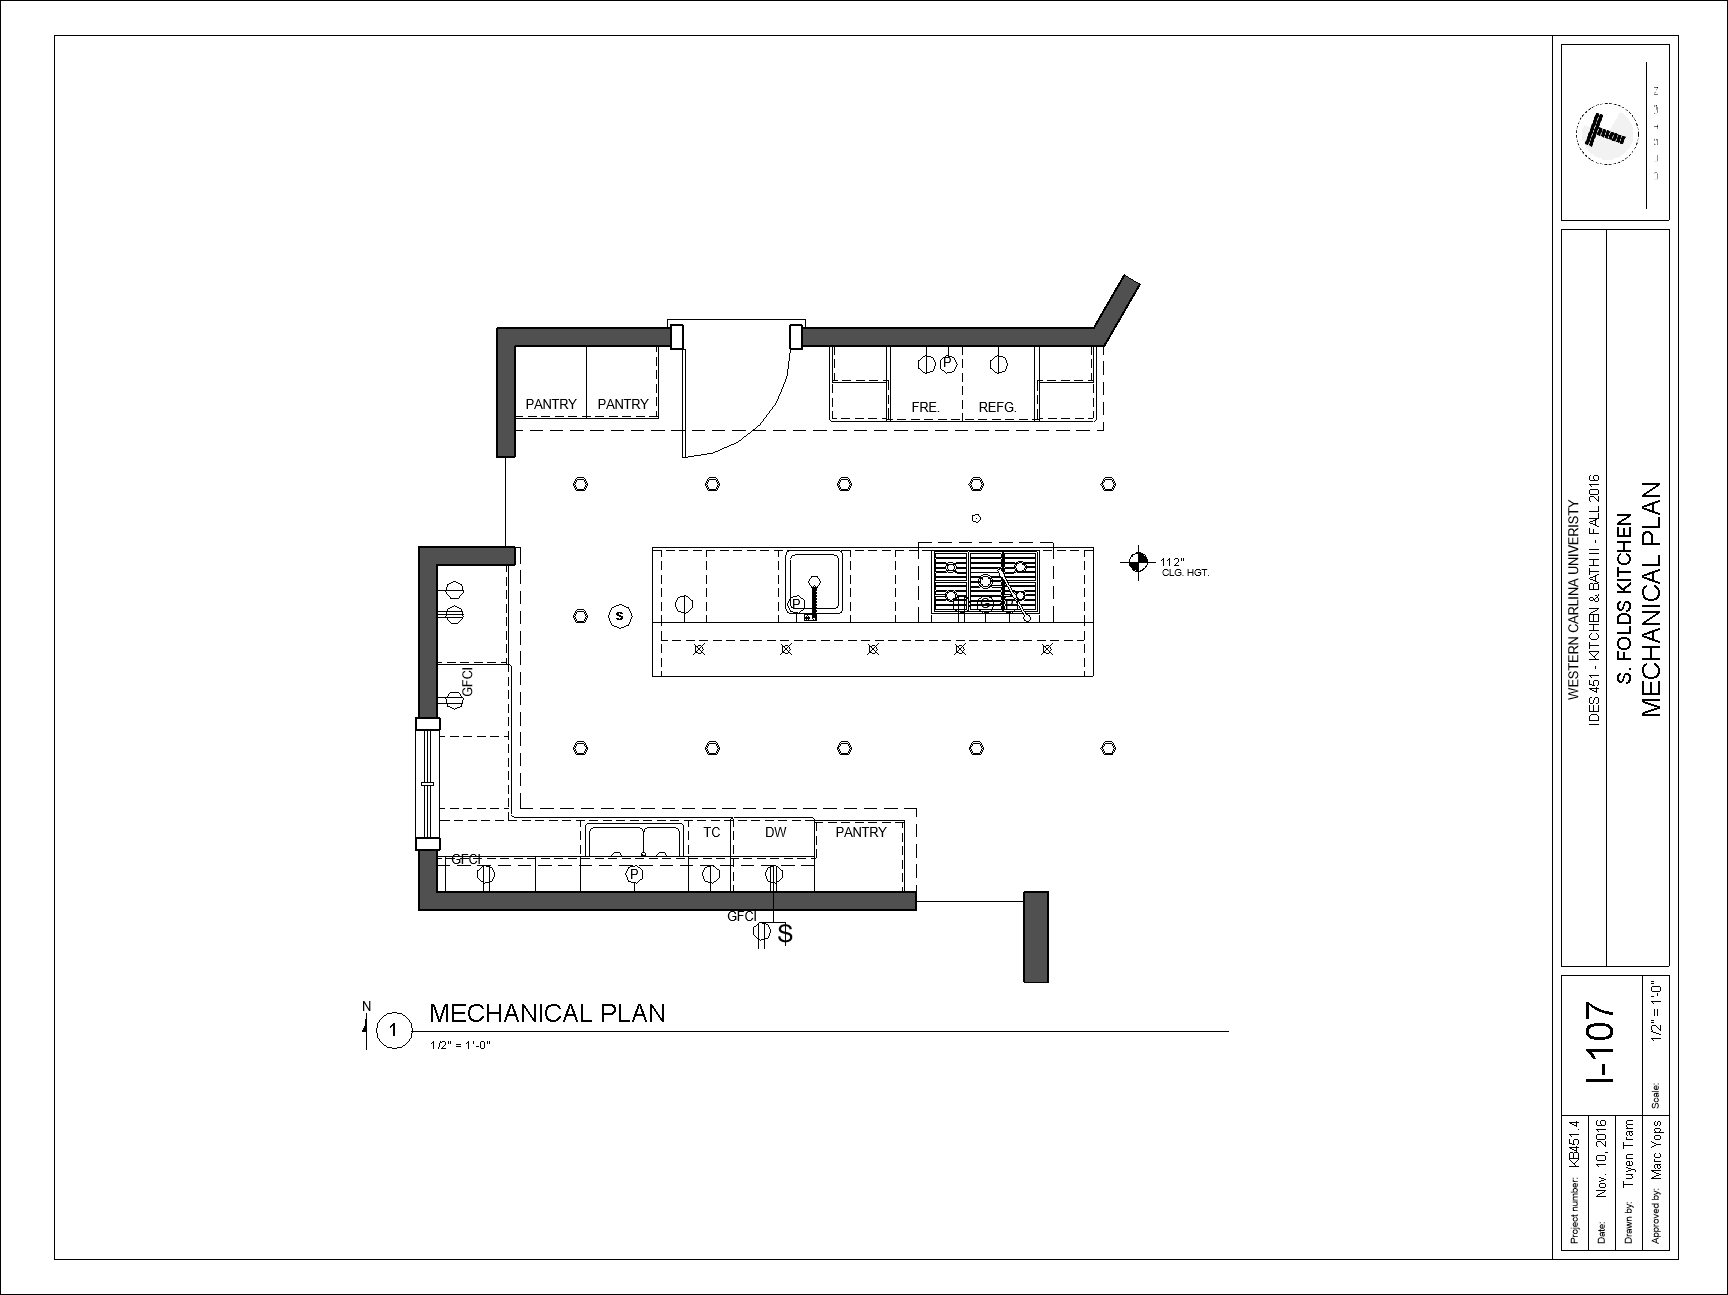 PANTRY PANTRY
P
FRE. REFG.
S
P
G
112"
CLG. HGT.
GFCI
TC DW PANTRY
GFCI
P
GFCI
$
N
1
MECHANICAL PLAN
1/2" = 1'-0"
DESIGN
WESTERN CARLINA UNIVERISTY
IDES 451 - KITCHEN & BATH II - FALL 2016
S. FOLDS KITCHEN
MECHANICAL PLAN
I-107
Scale: 1/2" = 1'-0"
Project number: KB451.4
Date: Nov. 10, 2016
Drawn by: Tuyen Tram
Approved by: Marc Yops